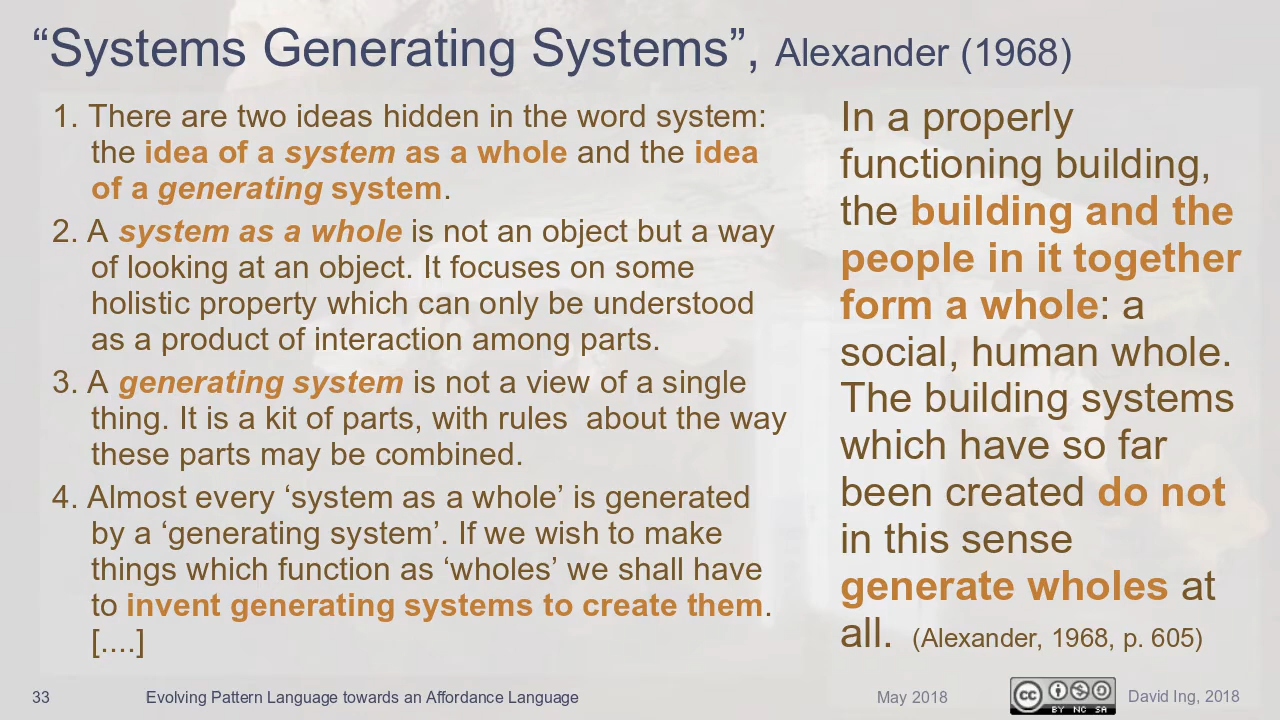 “Systems Generating Systems”, Alexander (1968)
1. There are two ideas hidden in the word system:
the idea of a system as a whole and the idea
of a generating system.
2. A system as a whole is not an object but a way
of looking at an object. It focuses on some
holistic property which can only be understood
as a product of interaction among parts.
3. A generating system is not a view of a single
thing. It is a kit of parts, with rules  about the way
these parts may be combined.
4. Almost every ‘system as a whole’ is generated
by a ‘generating system’. If we wish to make
things which function as ‘wholes’ we shall have
to invent generating systems to create them.
[....]
In a properly
functioning building,
the building and the
people in it together
form a whole: a
social, human whole.
The building systems
which have so far
been created do not
in this sense
generate wholes at
all. (Alexander, 1968, p. 605)
33 Evolving Pattern Language towards an Affordance Language May 2018 cc BY NC SA David Ing, 2018